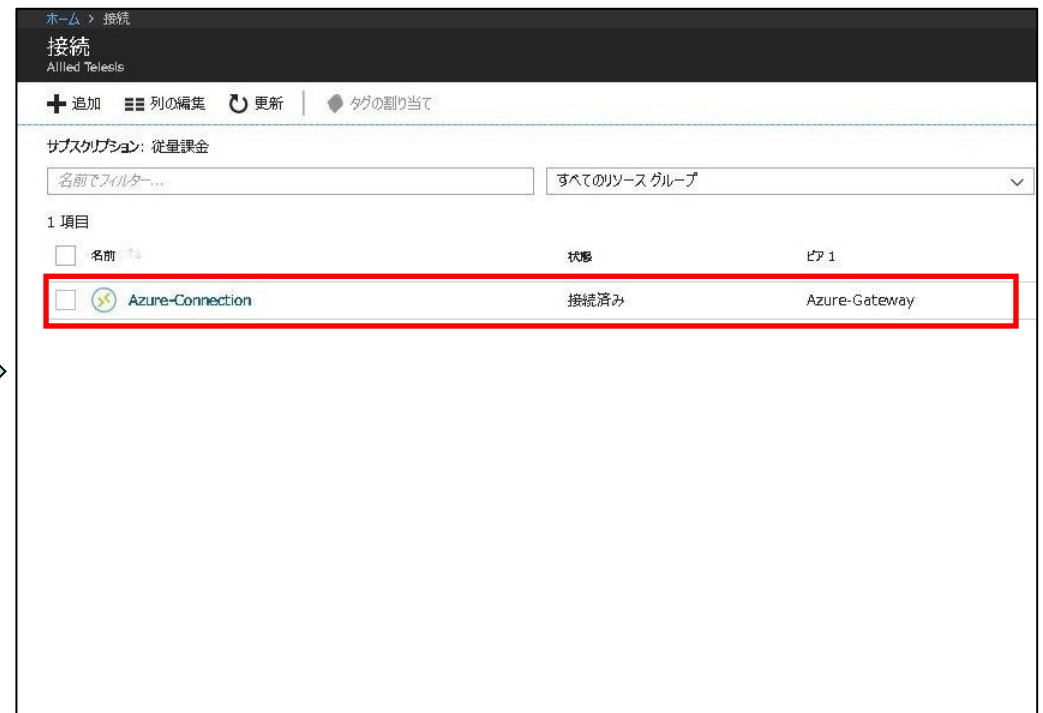 ホーム > 接続
接続
Allied Telesis
追加 列の編集 更新 タグの割り当て
サブスクリプション: 従量課金
名前でフィルター... すべてのリソース グループ
1 項目
名前 状態 ピア 1
Azure-Connection 接続済み Azure-Gateway